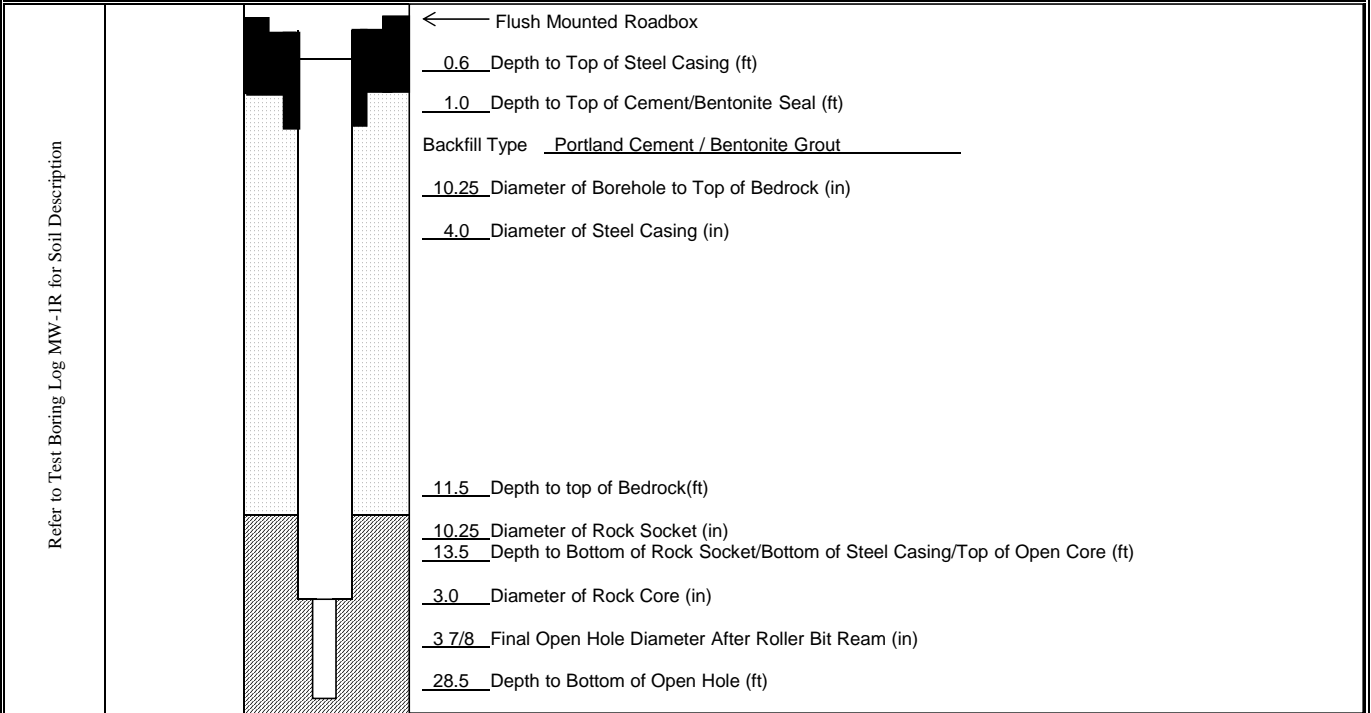 Flush Mounted Roadbox
0.6 Depth to Top of Steel Casing (ft)
1.0 Depth to Top of Cement/Bentonite Seal (ft)
Backfill Type Portland Cement / Bentonite Grout
10.25 Diameter of Borehole to Top of Bedrock (in)
4.0 Diameter of Steel Casing (in)
Refer to Test Boring Log MW-1R for Soil Description
11.5 Depth to top of Bedrock(ft)
10.25 Diameter of Rock Socket (in)
13.5 Depth to Bottom of Rock Socket/Bottom of Steel Casing/Top of Open Core (ft)
3.0 Diameter of Rock Core (in)
3 7/8 Final Open Hole Diameter After Roller Bit Ream (in)
28.5 Depth to Bottom of Open Hole (ft)